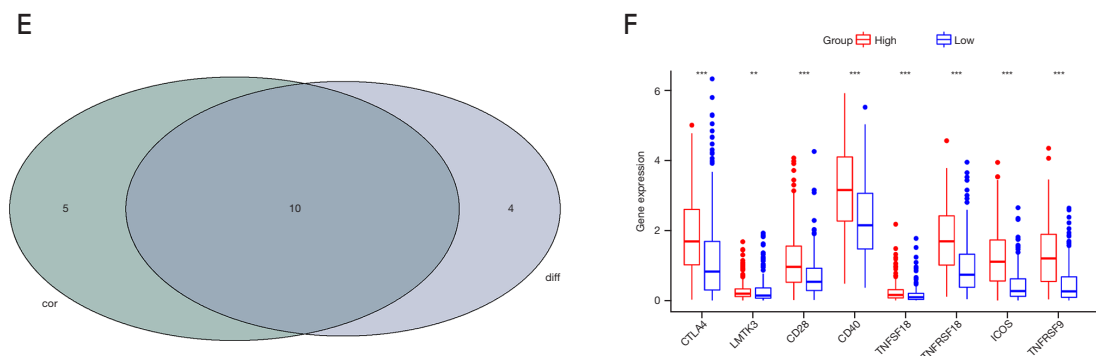 E
5
10
4
cor
diff
F
Group High Low
*** ** *** *** *** *** *** ***
6
4
2
0
Gene expression
CTLA4
LMTK3
CD28
CD40
TNFSF18
TNFRSF18
ICOS
TNFRSF9